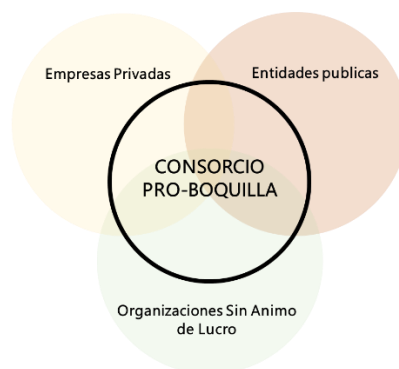 Empresas Privadas
Entidades publicas
CONSORCIO
PRO-BOQUILLA
Organizaciones Sin Animo
de Lucro